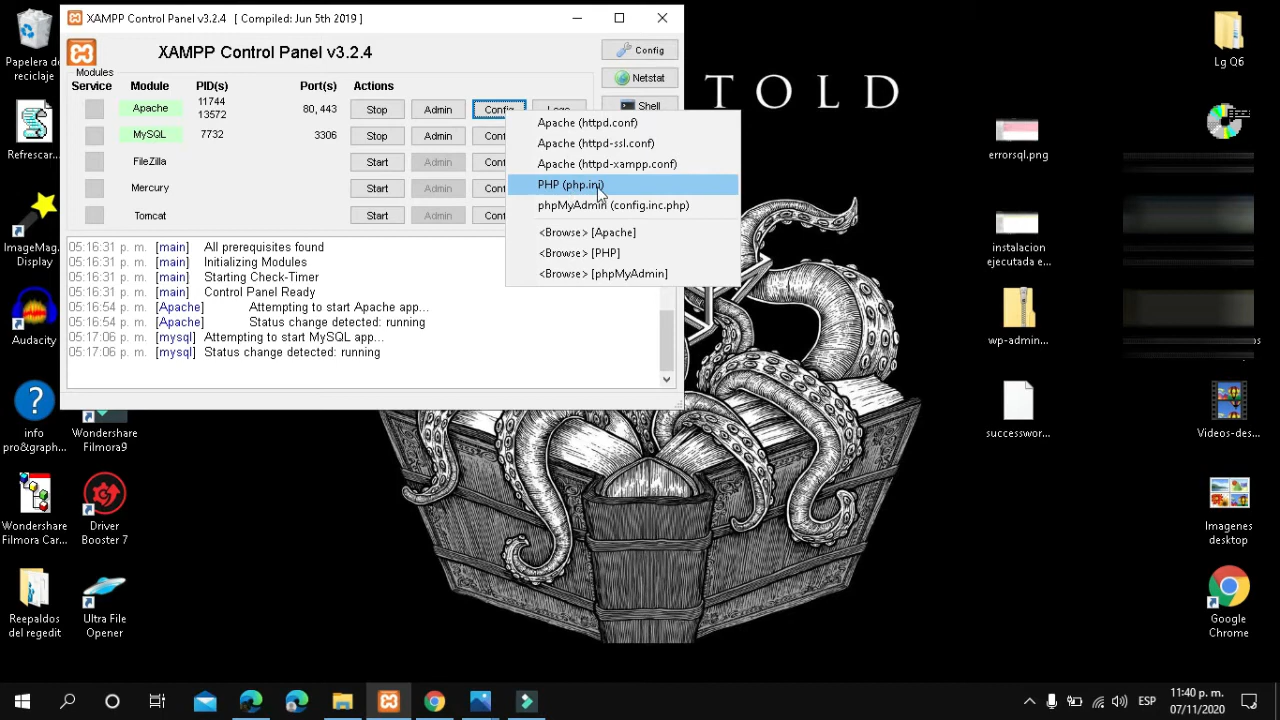 XAMPP Control Panel v3.2.4 [ Compiled: Jun 5th 2019 ]
XAMPP Control Panel v3.2.4
Config
Netstat
Shell
Modules
Service Module PID(s) Port(s) Actions
Apache 11744 13572 80, 443 Stop Admin Config Logs
MySQL 7732 3306 Stop Admin
FileZilla Start Admin
Mercury Start Admin
Tomcat Start Admin
Apache (httpd.conf)
Apache (httpd-ssl.conf)
Apache (httpd-xampp.conf)
PHP (php.ini)
phpMyAdmin (config.inc.php)
<Browse> [Apache]
<Browse> [PHP]
<Browse> [phpMyAdmin]
05:16:31 p. m. [main] All prerequisites found
05:16:31 p. m. [main] Initializing Modules
05:16:31 p. m. [main] Starting Check-Timer
05:16:31 p. m. [main] Control Panel Ready
05:16:54 p. m. [Apache] Attempting to start Apache app...
05:16:54 p. m. [Apache] Status change detected: running
05:17:06 p. m. [mysql] Attempting to start MySQL app...
05:17:06 p. m. [mysql] Status change detected: running
TOLD
Papelera de
reciclaje
Refrescar...
ImageMag...
Display
Audacity
info
pro&graph...
Wondershare
Filmora9
Wondershare
Filmora Car...
Driver
Booster 7
Reepaldos
del regedit
Ultra File
Opener
errorsql.png
instalacion
ejecutada e...
wp-admin...
successwor...
Lg Q6
Videos-des...
Imagenes
desktop
Google
Chrome
ESP
11:40 p. m.
07/11/2020